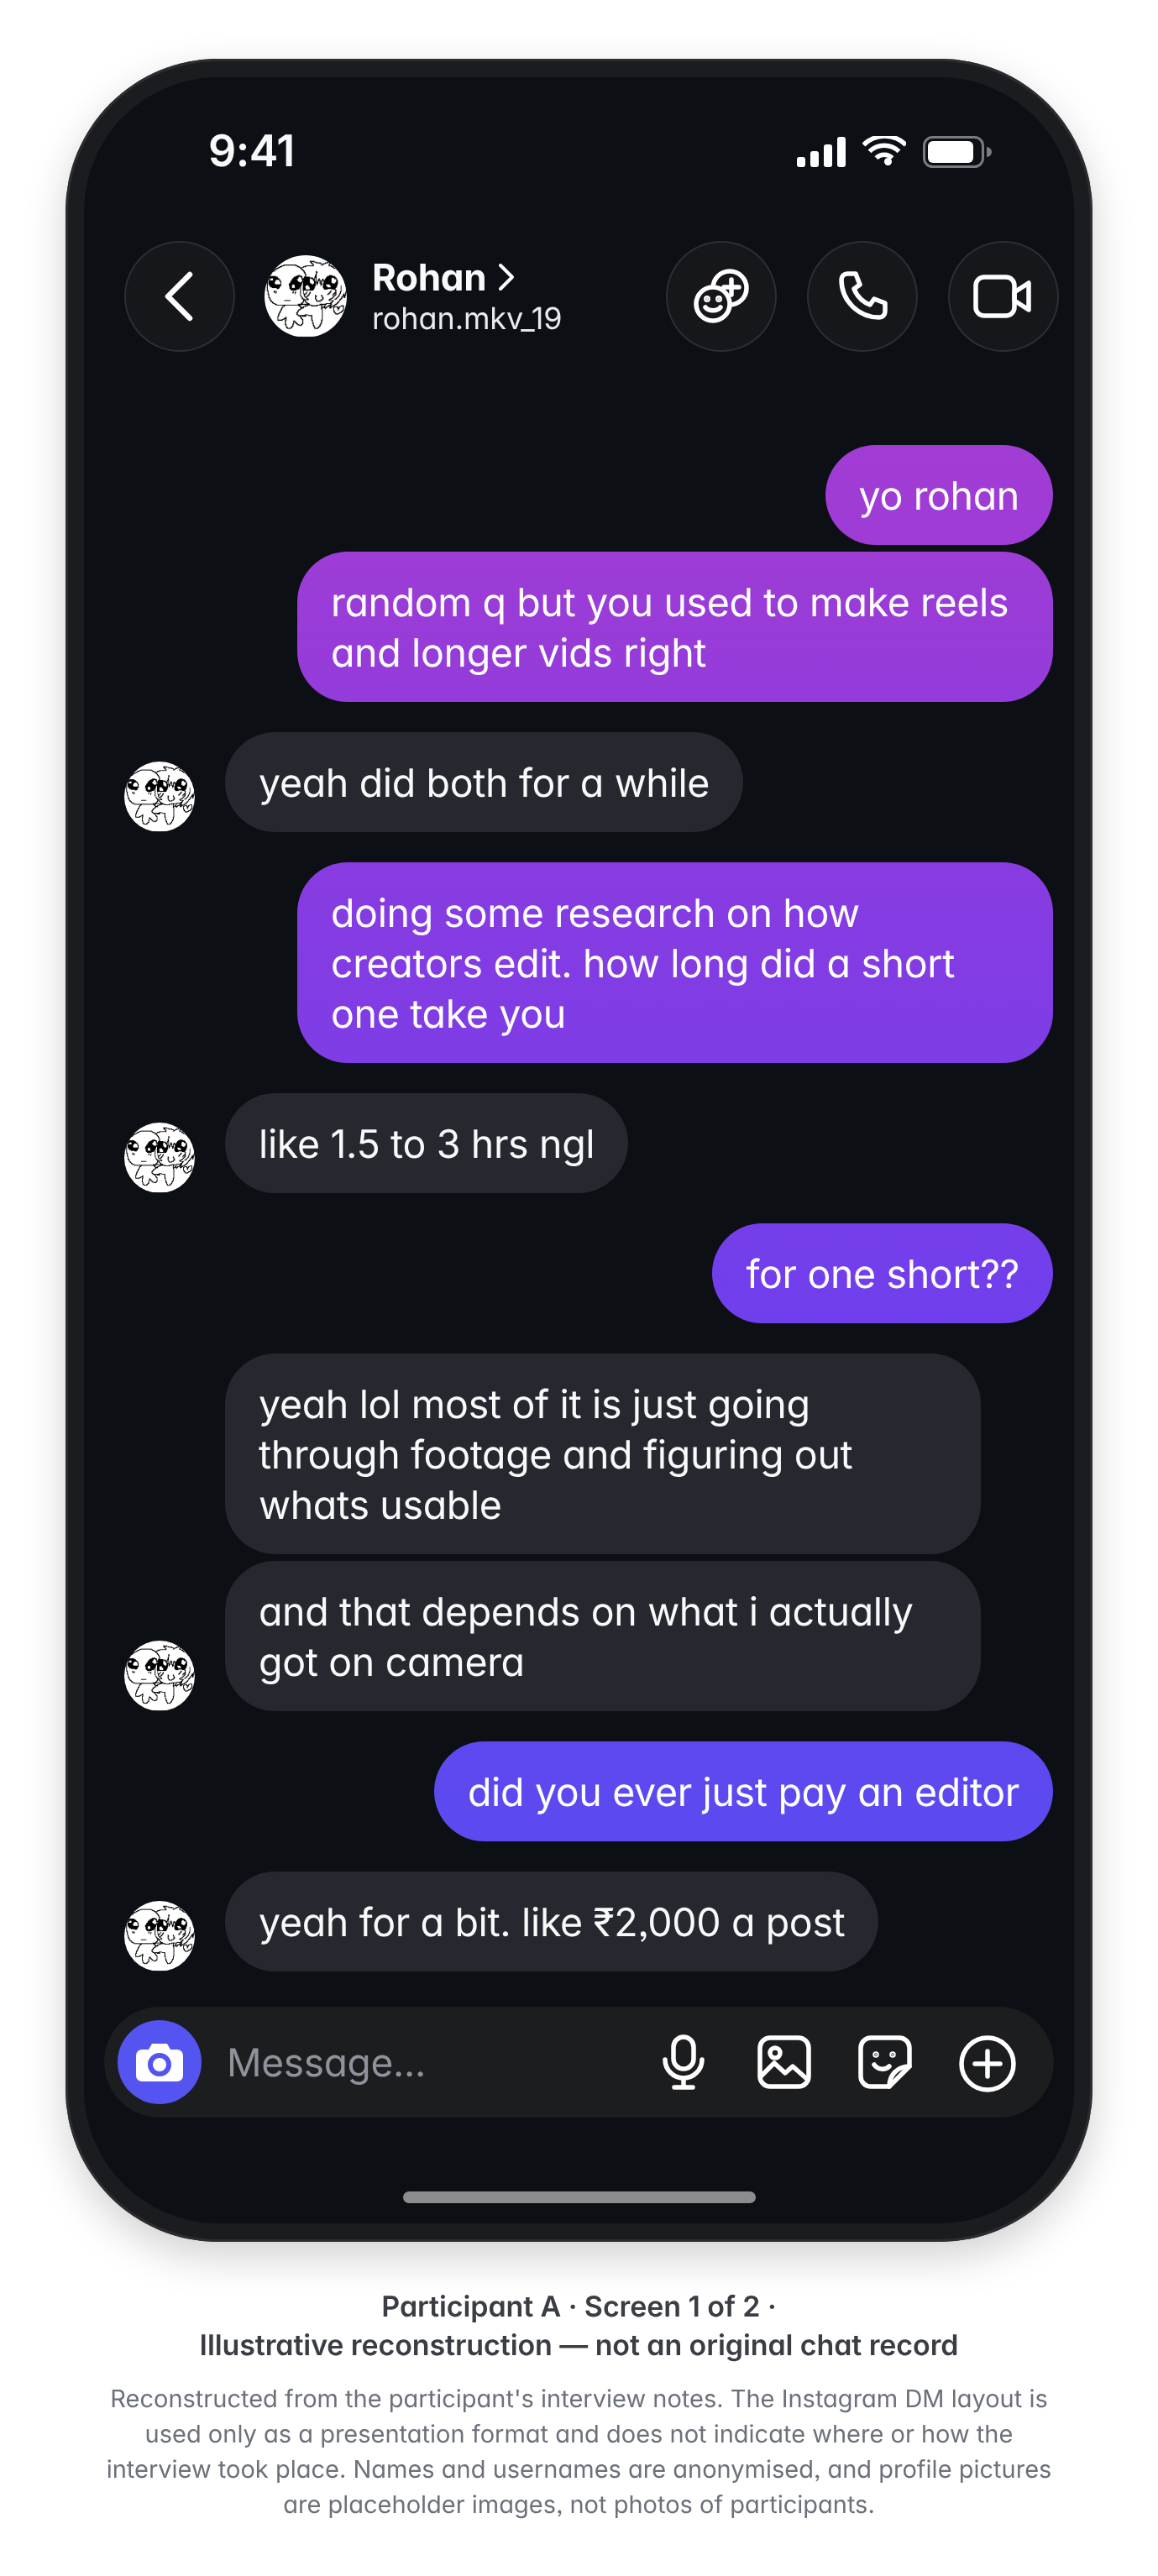 9:41
Rohan
rohan.mkv_19
yo rohan
random q but you used to make reels
and longer vids right
yeah did both for a while
doing some research on how
creators edit. how long did a short
one take you
like 1.5 to 3 hrs ngl
for one short??
yeah lol most of it is just going
through footage and figuring out
whats usable
and that depends on what i actually
got on camera
did you ever just pay an editor
yeah for a bit. like ₹2,000 a post
Message...
Participant A · Screen 1 of 2 ·
Illustrative reconstruction — not an original chat record
Reconstructed from the participant's interview notes. The Instagram DM layout is
used only as a presentation format and does not indicate where or how the
interview took place. Names and usernames are anonymised, and profile pictures
are placeholder images, not photos of participants.